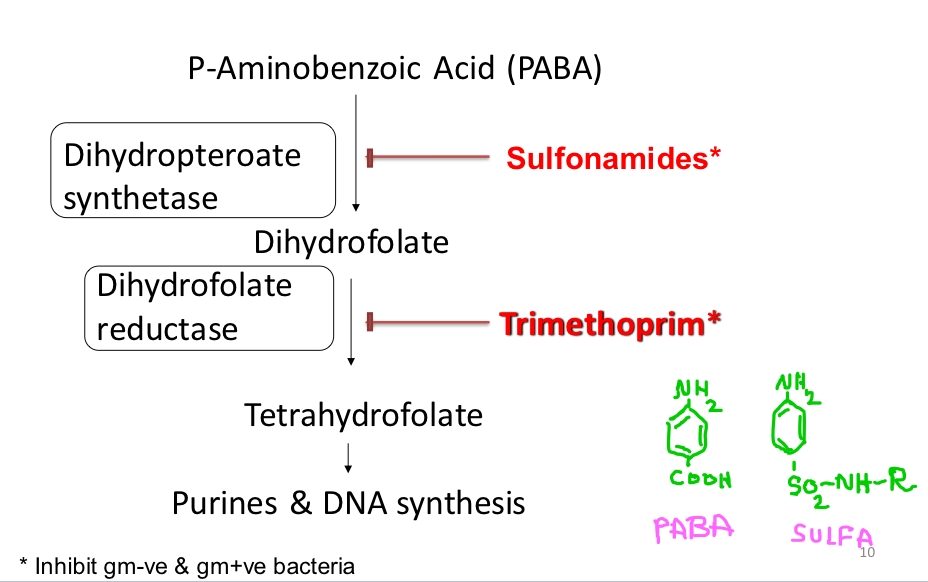 P-Aminobenzoic Acid (PABA)
Dihydropteroate
synthetase
Sulfonamides*
Dihydrofolate
Dihydrofolate
reductase
Trimethoprim*
Tetrahydrofolate
Purines & DNA synthesis
NH2
COOH
PABA
NH2
SO2-NH-R
SULFA
10
* Inhibit gm-ve & gm+ve bacteria